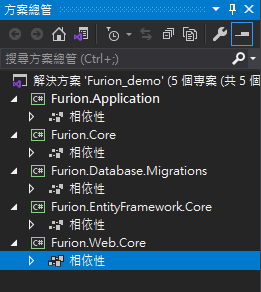 方案總管
搜尋方案總管 (Ctrl+;)
解決方案 'Furion_demo' (5 個專案 (共 5 個
C# Furion.Application
相依性
C# Furion.Core
相依性
C# Furion.Database.Migrations
相依性
C# Furion.EntityFramework.Core
相依性
C# Furion.Web.Core
相依性